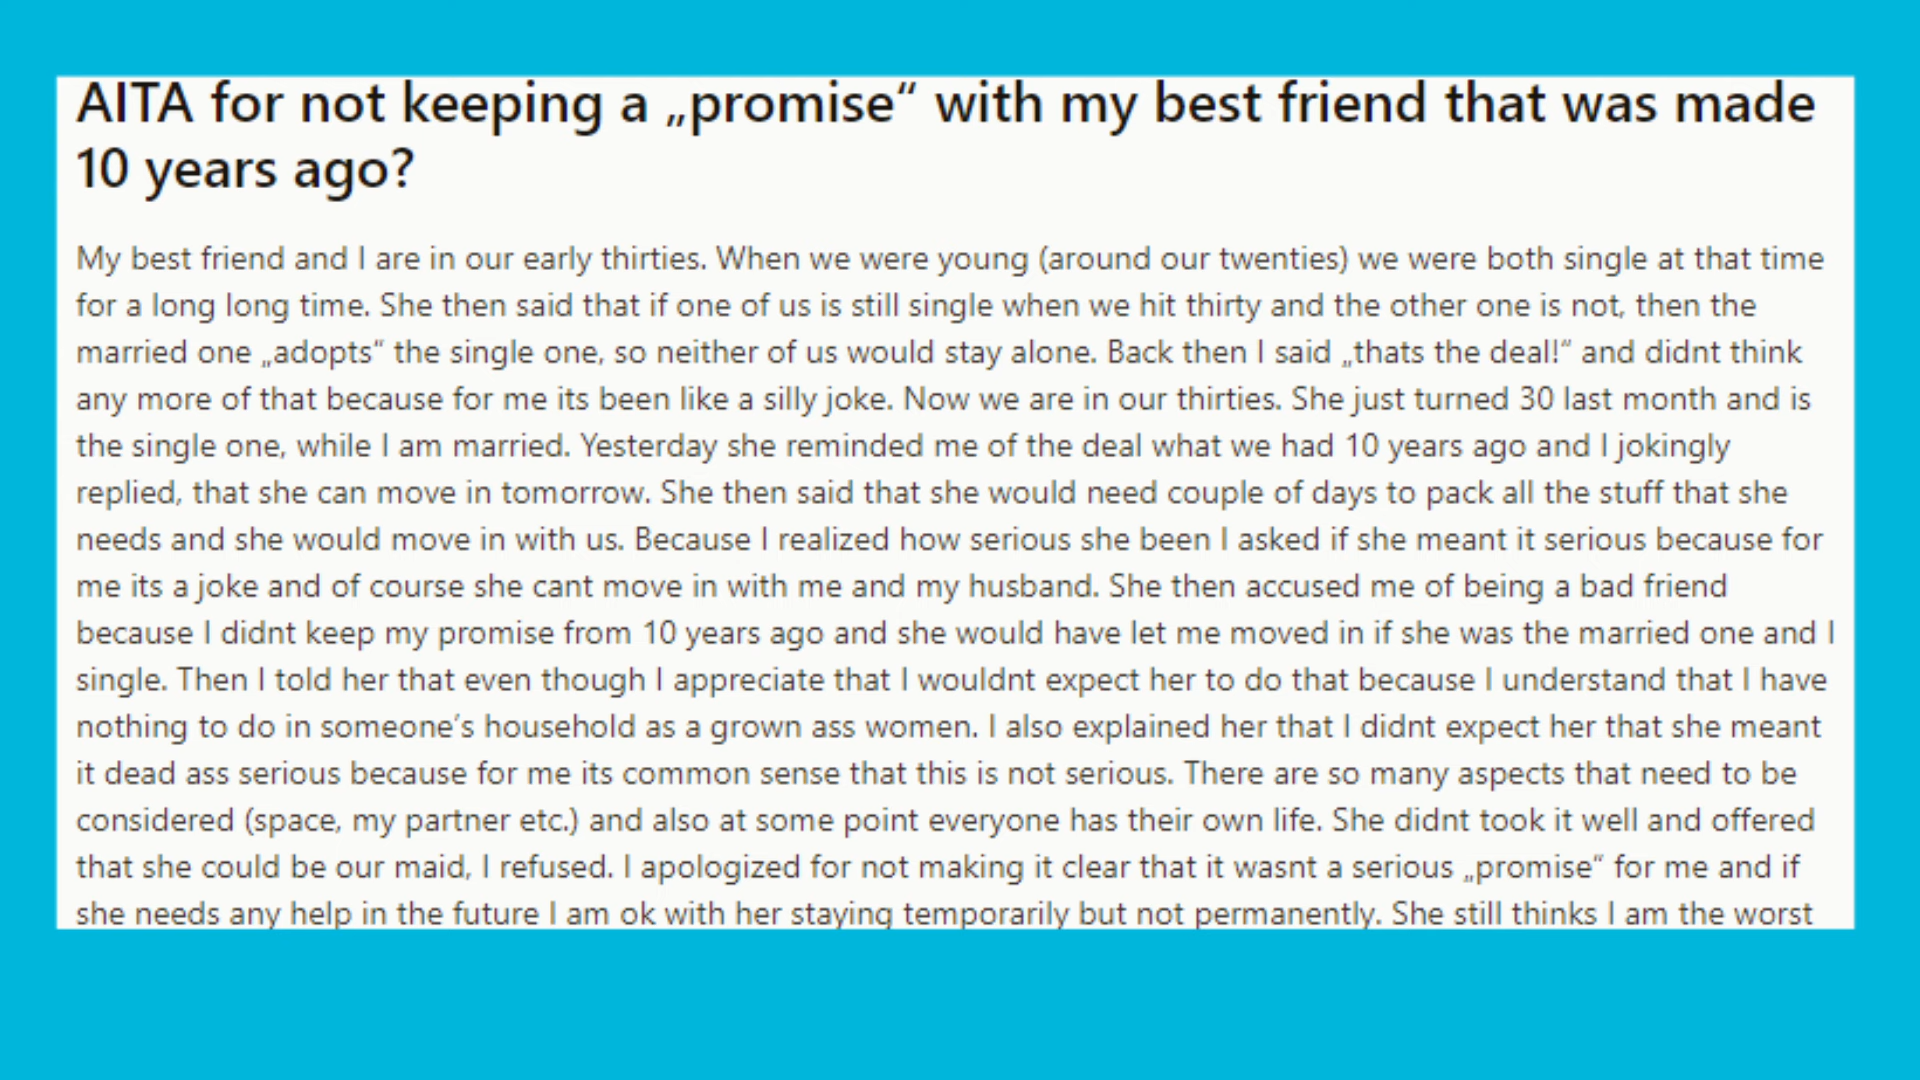 AITA for not keeping a „promise“ with my best friend that was made
10 years ago?
My best friend and I are in our early thirties. When we were young (around our twenties) we were both single at that time
for a long long time. She then said that if one of us is still single when we hit thirty and the other one is not, then the
married one „adopts“ the single one, so neither of us would stay alone. Back then I said „thats the deal!“ and didnt think
any more of that because for me its been like a silly joke. Now we are in our thirties. She just turned 30 last month and is
the single one, while I am married. Yesterday she reminded me of the deal what we had 10 years ago and I jokingly
replied, that she can move in tomorrow. She then said that she would need couple of days to pack all the stuff that she
needs and she would move in with us. Because I realized how serious she been I asked if she meant it serious because for
me its a joke and of course she cant move in with me and my husband. She then accused me of being a bad friend
because I didnt keep my promise from 10 years ago and she would have let me moved in if she was the married one and I
single. Then I told her that even though I appreciate that I wouldnt expect her to do that because I understand that I have
nothing to do in someone’s household as a grown ass women. I also explained her that I didnt expect her that she meant
it dead ass serious because for me its common sense that this is not serious. There are so many aspects that need to be
considered (space, my partner etc.) and also at some point everyone has their own life. She didnt took it well and offered
that she could be our maid, I refused. I apologized for not making it clear that it wasnt a serious „promise“ for me and if
she needs any help in the future I am ok with her staying temporarily but not permanently. She still thinks I am the worst